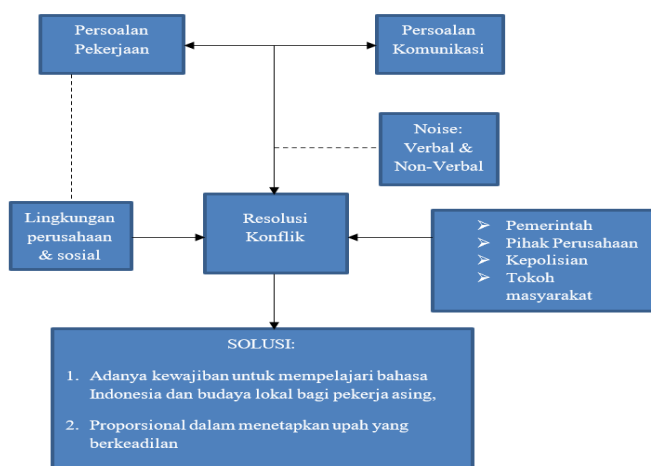 Persoalan
Pekerjaan
Persoalan
Komunikasi
Noise:
Verbal &
Non-Verbal
Lingkungan
perusahaan
& sosial
Resolusi
Konflik
➢ Pemerintah
➢ Pihak Perusahaan
➢ Kepolisian
➢ Tokoh
masyarakat
SOLUSI:
1. Adanya kewajiban untuk mempelajari bahasa
Indonesia dan budaya lokal bagi pekerja asing,
2. Proporsional dalam menetapkan upah yang
berkeadilan